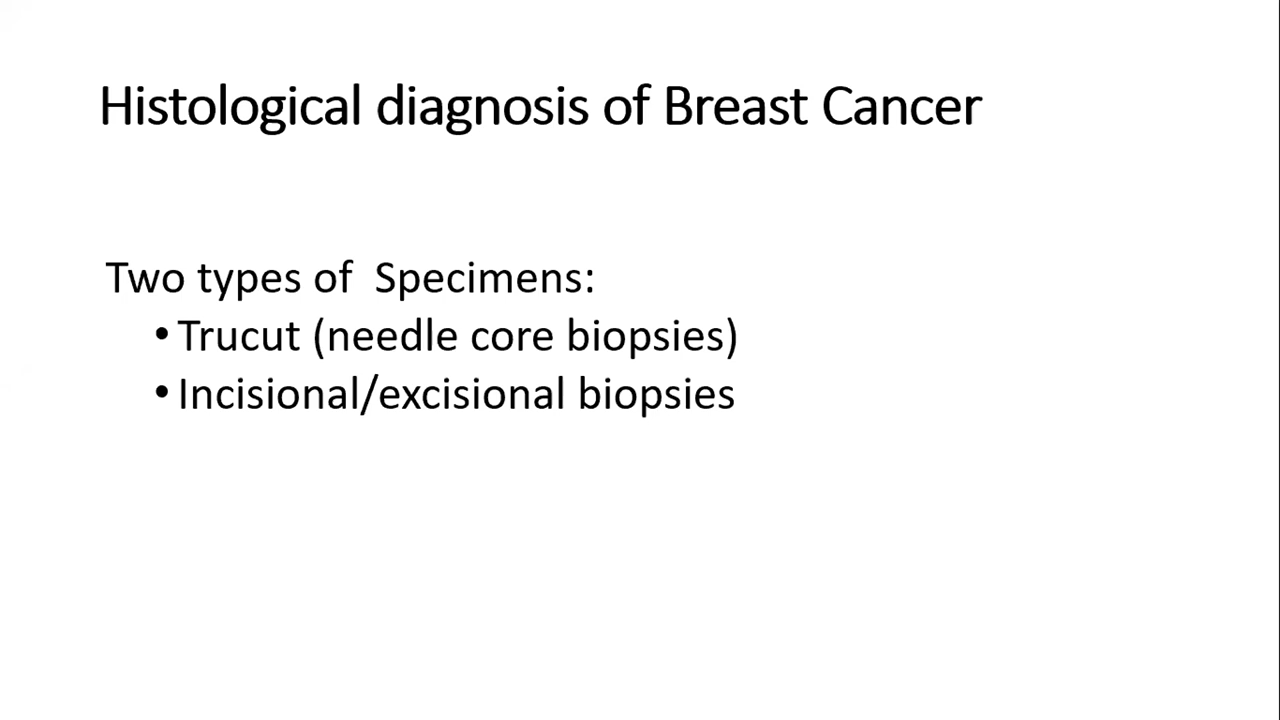 Histological diagnosis of Breast Cancer
Two types of  Specimens:
• Trucut (needle core biopsies)
• Incisional/excisional biopsies